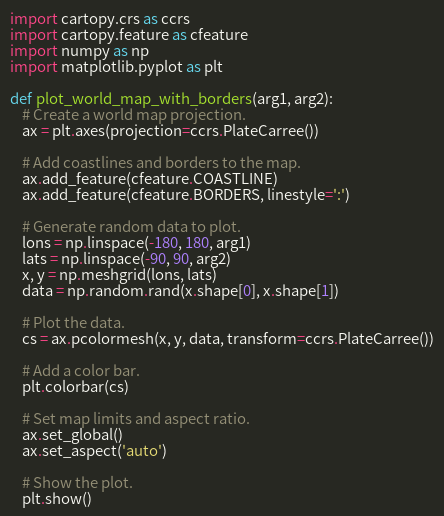 import cartopy.crs as ccrs
import cartopy.feature as cfeature
import numpy as np
import matplotlib.pyplot as plt

def plot_world_map_with_borders(arg1, arg2):
    # Create a world map projection.
    ax = plt.axes(projection=ccrs.PlateCarree())

    # Add coastlines and borders to the map.
    ax.add_feature(cfeature.COASTLINE)
    ax.add_feature(cfeature.BORDERS, linestyle=':')

    # Generate random data to plot.
    lons = np.linspace(-180, 180, arg1)
    lats = np.linspace(-90, 90, arg2)
    x, y = np.meshgrid(lons, lats)
    data = np.random.rand(x.shape[0], x.shape[1])

    # Plot the data.
    cs = ax.pcolormesh(x, y, data, transform=ccrs.PlateCarree())

    # Add a color bar.
    plt.colorbar(cs)

    # Set map limits and aspect ratio.
    ax.set_global()
    ax.set_aspect('auto')

    # Show the plot.
    plt.show()